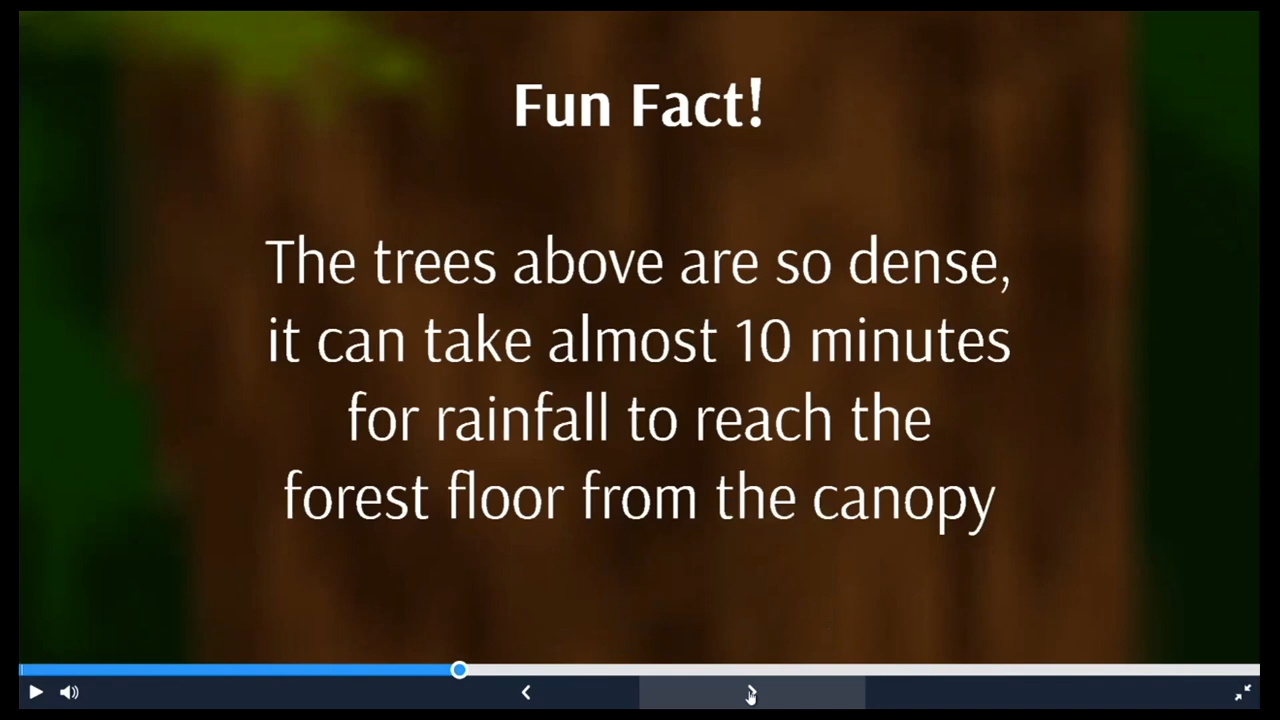 Fun Fact!
The trees above are so dense,
it can take almost 10 minutes
for rainfall to reach the
forest floor from the canopy